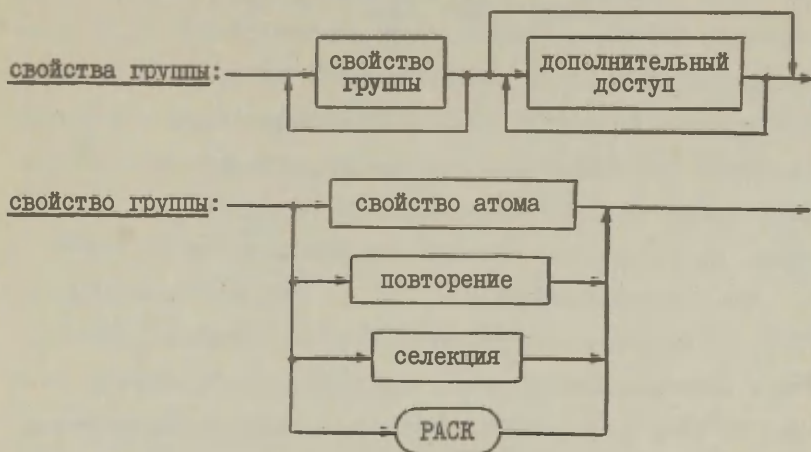 свойства группы:
свойство
группы
дополнительный
доступ
свойство группы:
свойство атома
повторение
селекция
PACK